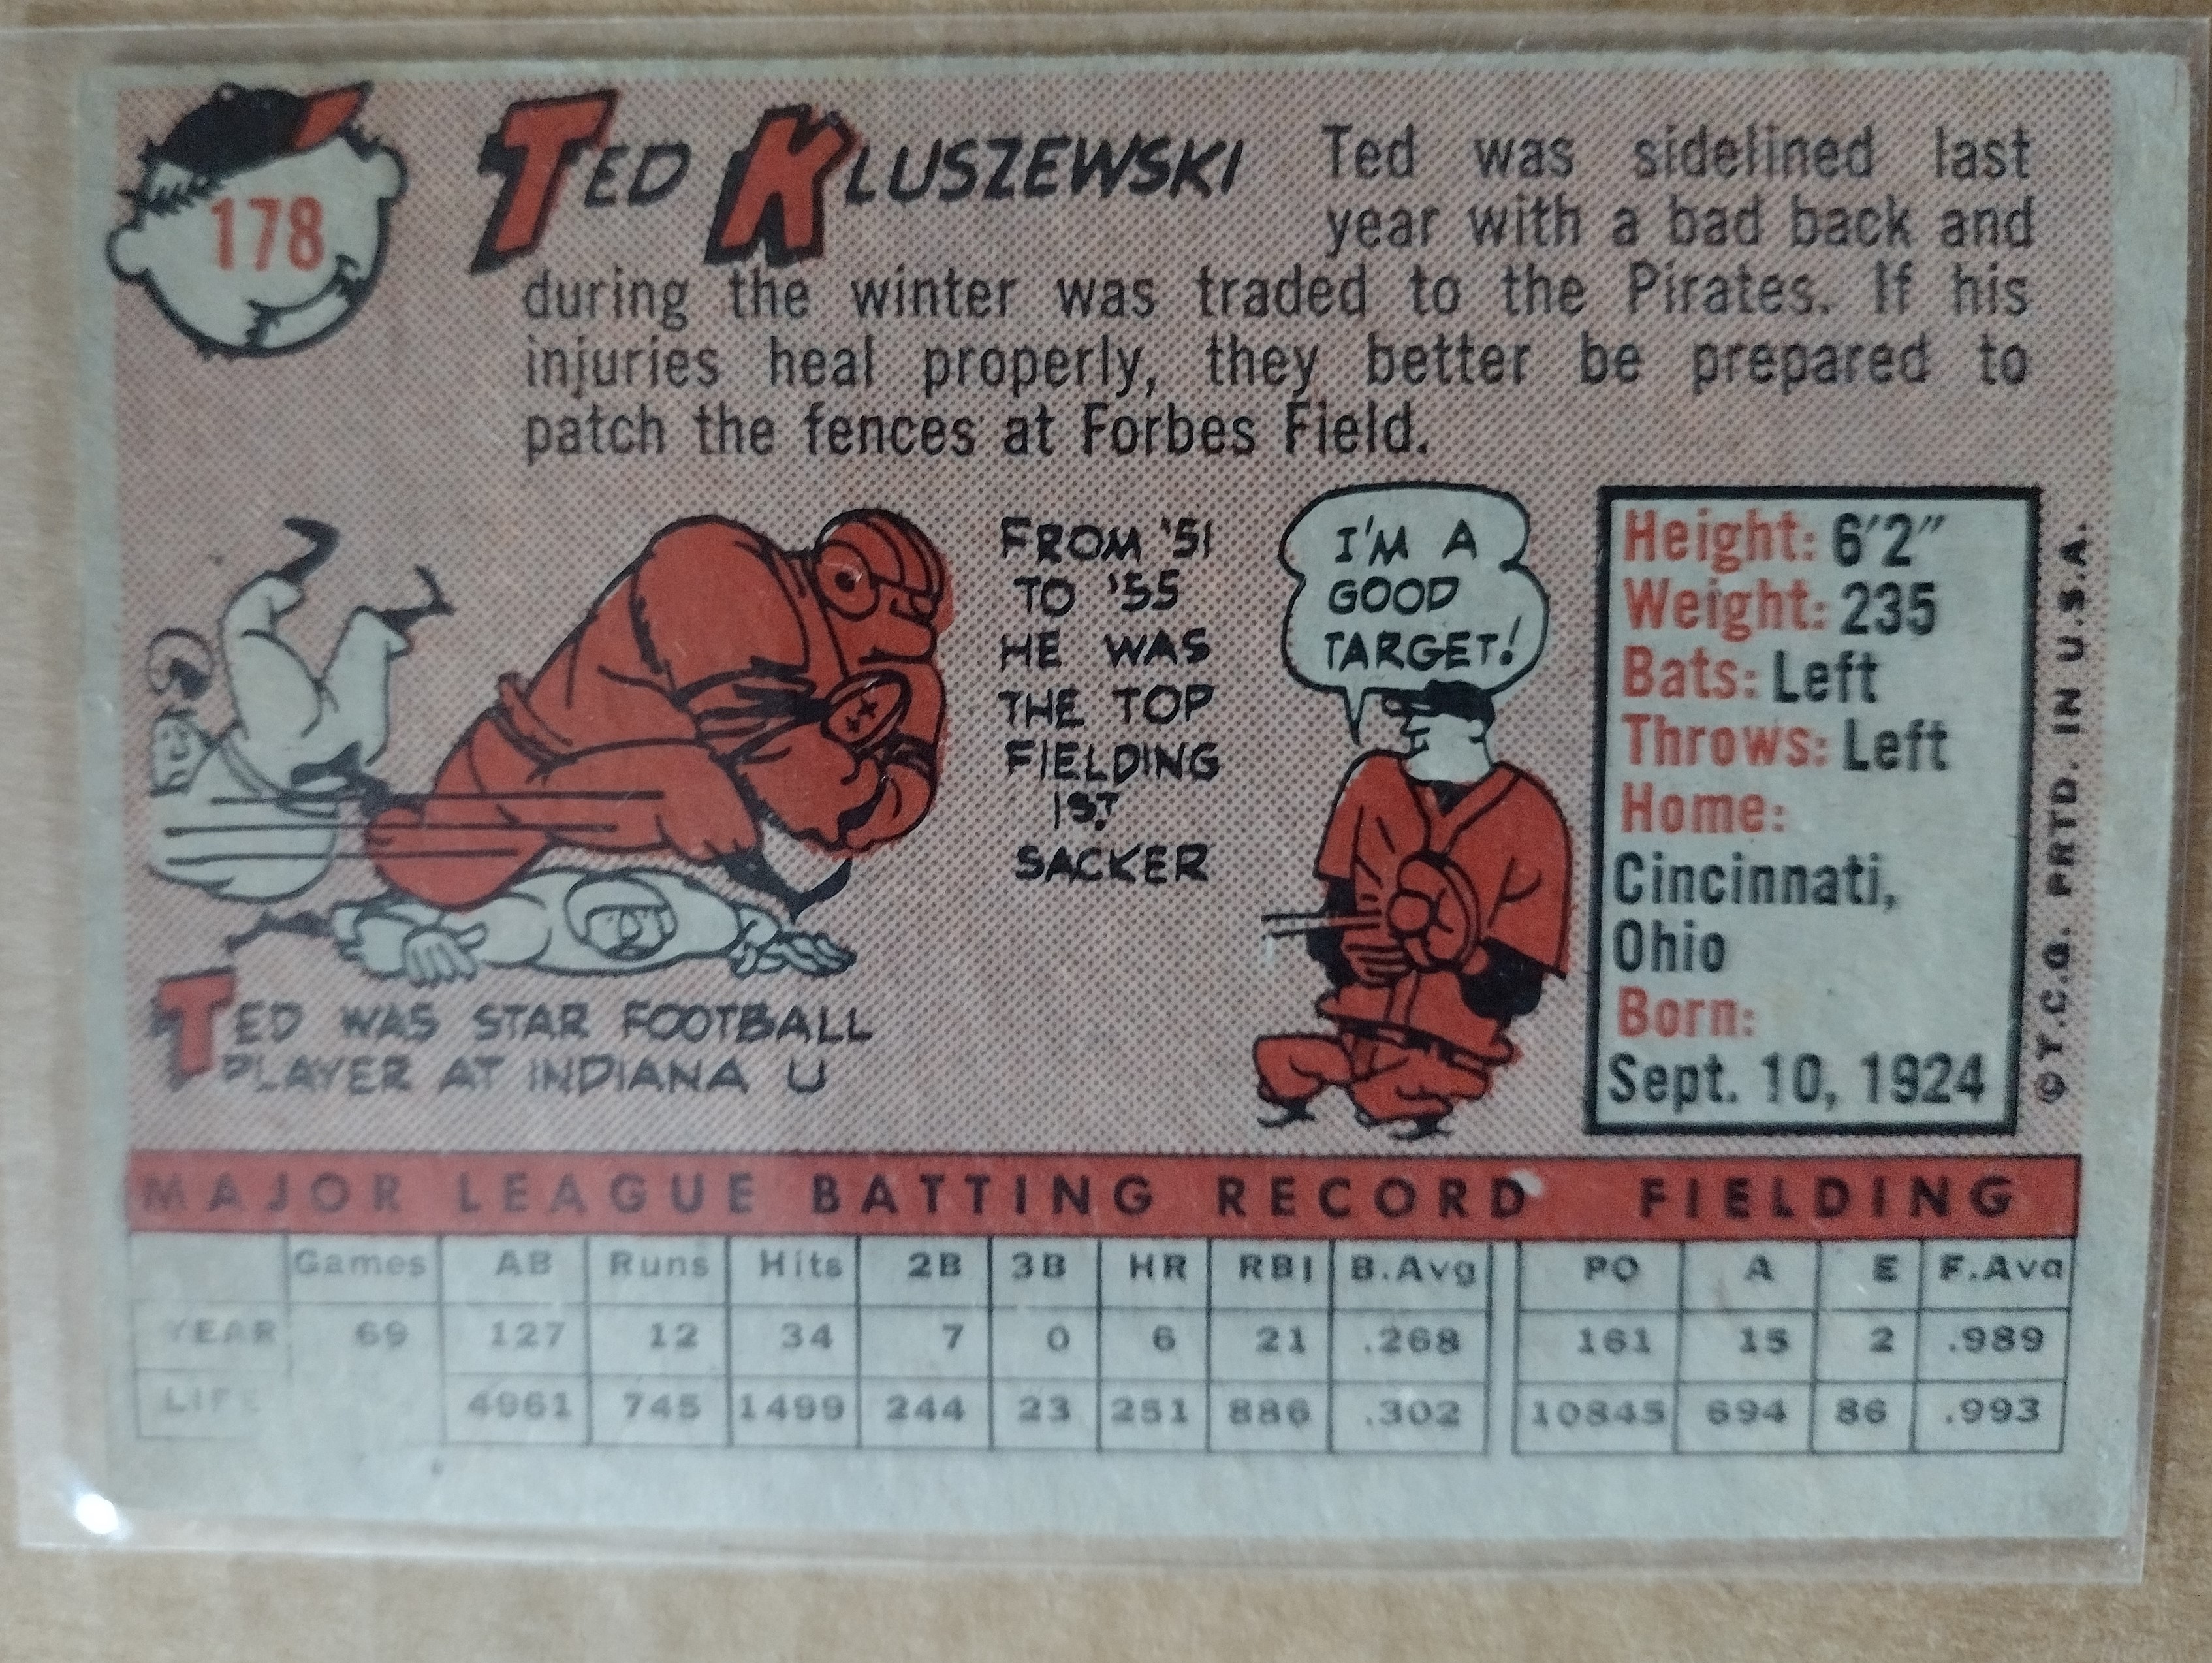 178
TED KLUSZEWSKI
Ted was sidelined last
year with a bad back and
during the winter was traded to the Pirates. If his
injuries heal properly, they better be prepared to
patch the fences at Forbes Field.
FROM '51
TO '55
HE WAS
THE TOP
FIELDING
1ST
SACKER
I'M A
GOOD
TARGET!
TED WAS STAR FOOTBALL
PLAYER AT INDIANA U
Height: 6'2"
Weight: 235
Bats: Left
Throws: Left
Home:
Cincinnati,
Ohio
Born:
Sept. 10, 1924
© T.C.G. PRTD. IN U.S.A.
MAJOR LEAGUE BATTING RECORD FIELDING
Games AB Runs Hits 2B 3B HR RBI B.Avg PO A E F.Avg
YEAR 69 127 12 34 7 0 6 21 .268 161 15 2 .989
LIFE 4961 745 1499 244 23 251 886 .302 10845 694 86 .993